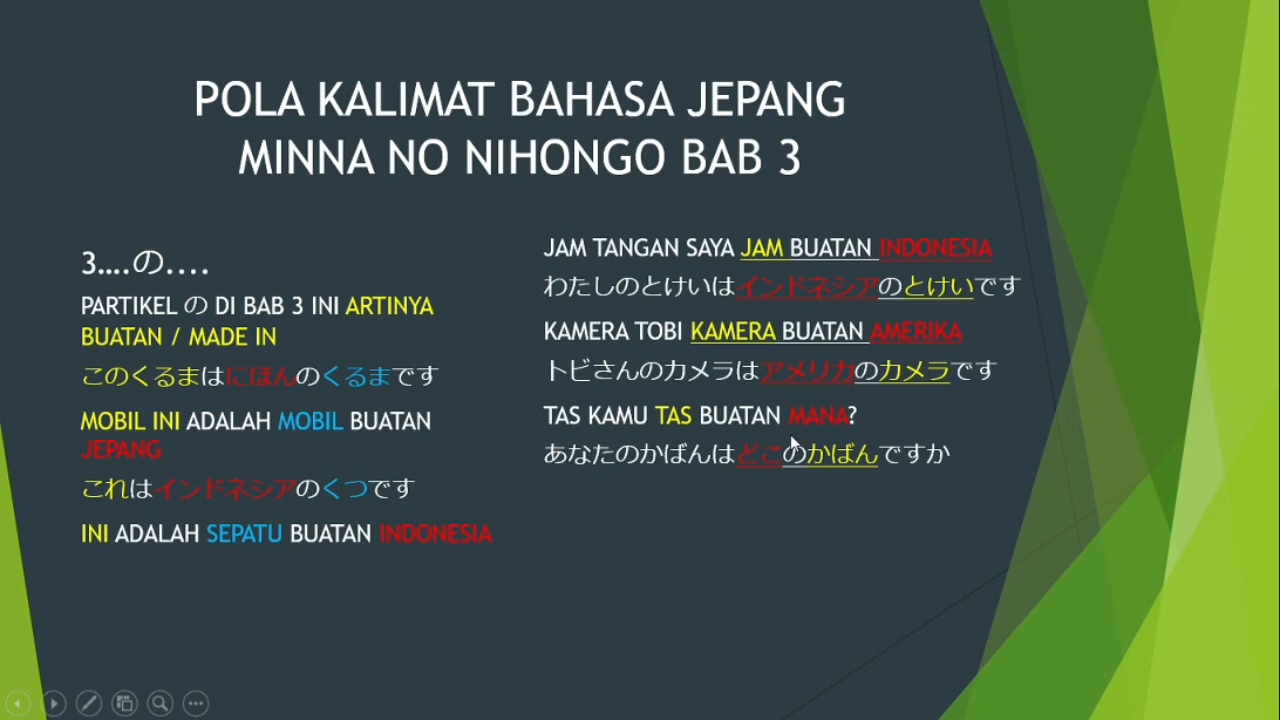 POLA KALIMAT BAHASA JEPANG
MINNA NO NIHONGO BAB 3
3....の....
PARTIKEL の DI BAB 3 INI ARTINYA
BUATAN / MADE IN
このくるまはにほんのくるまです
MOBIL INI ADALAH MOBIL BUATAN
JEPANG
これはインドネシアのくつです
INI ADALAH SEPATU BUATAN INDONESIA
JAM TANGAN SAYA JAM BUATAN INDONESIA
わたしのとけいはインドネシアのとけいです
KAMERA TOBI KAMERA BUATAN AMERIKA
トビさんのカメラはアメリカのカメラです
TAS KAMU TAS BUATAN MANA?
あなたのかばんはどこのかばんですか